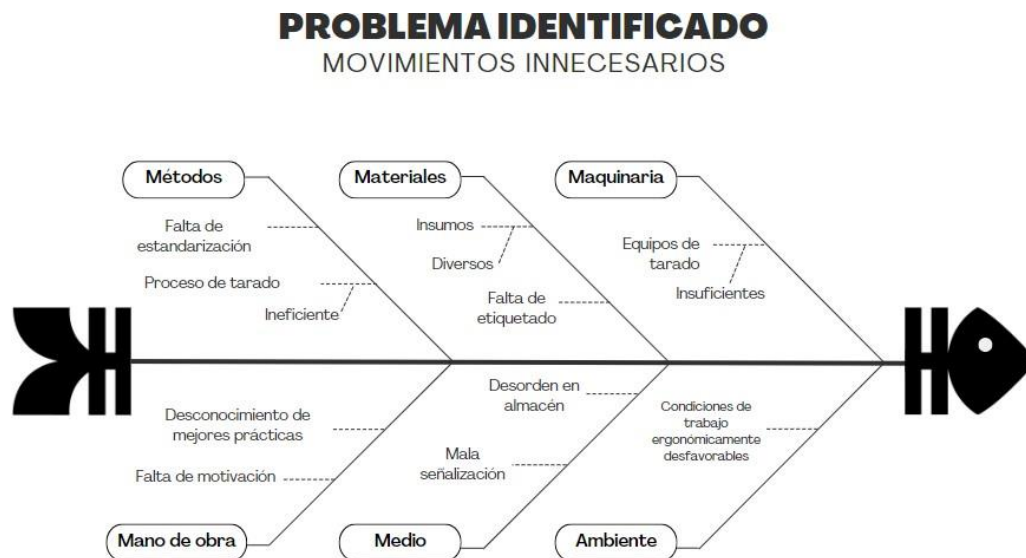 PROBLEMA IDENTIFICADO
MOVIMIENTOS INNECESARIOS
Métodos
Materiales
Maquinaria
Falta de
estandarización
Proceso de tarado
Ineficiente
Insumos
Diversos
Falta de
etiquetado
Equipos de
tarado
Insuficientes
Desconocimiento de
mejores prácticas
Falta de motivación
Desorden en
almacén
Mala
señalización
Condiciones de
trabajo
ergonómicamente
desfavorables
Mano de obra
Medio
Ambiente